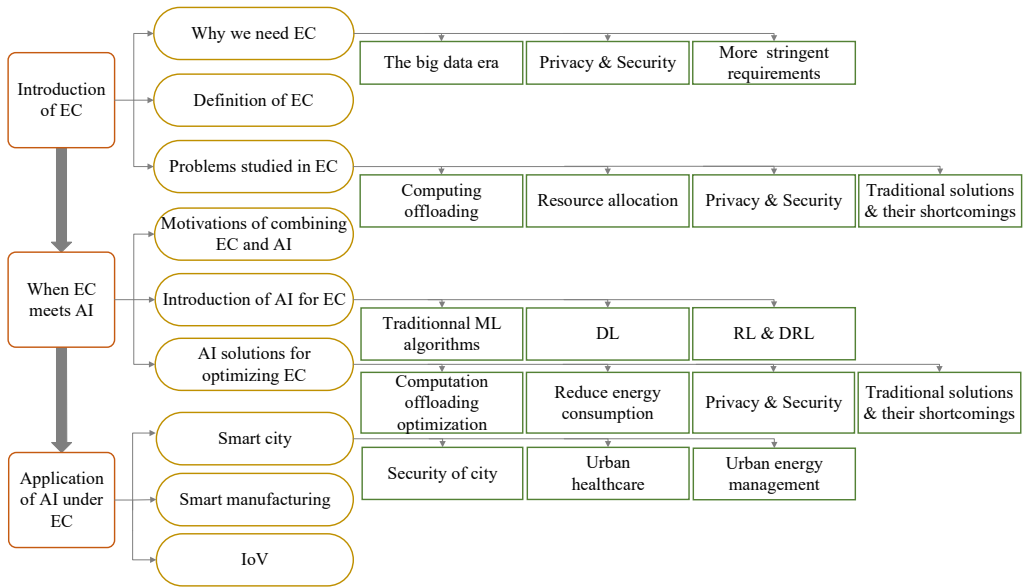 Introduction
of EC
Why we need EC
The big data era
Privacy & Security
More stringent
requirements
Definition of EC
Problems studied in EC
Computing
offloading
Resource allocation
Privacy & Security
Traditional solutions
& their shortcomings
When EC
meets AI
Motivations of combining
EC and AI
Introduction of AI for EC
Traditionnal ML
algorithms
DL
RL & DRL
AI solutions for
optimizing EC
Computation
offloading
optimization
Reduce energy
consumption
Privacy & Security
Traditional solutions
& their shortcomings
Application
of AI under
EC
Smart city
Security of city
Urban
healthcare
Urban energy
management
Smart manufacturing
IoV